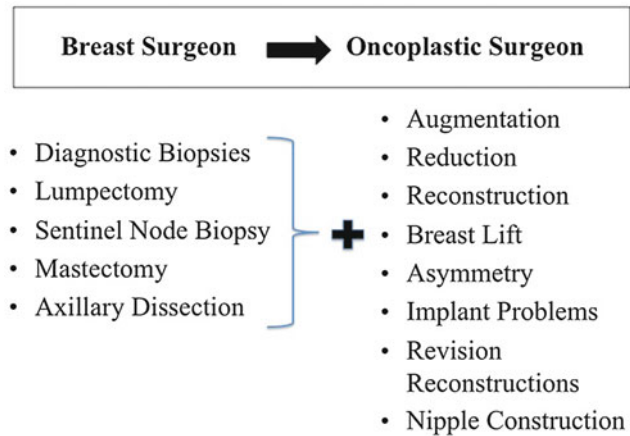 Breast Surgeon Oncoplastic Surgeon
• Diagnostic Biopsies
• Lumpectomy
• Sentinel Node Biopsy
• Mastectomy
• Axillary Dissection
• Augmentation
• Reduction
• Reconstruction
• Breast Lift
• Asymmetry
• Implant Problems
• Revision
Reconstructions
• Nipple Construction